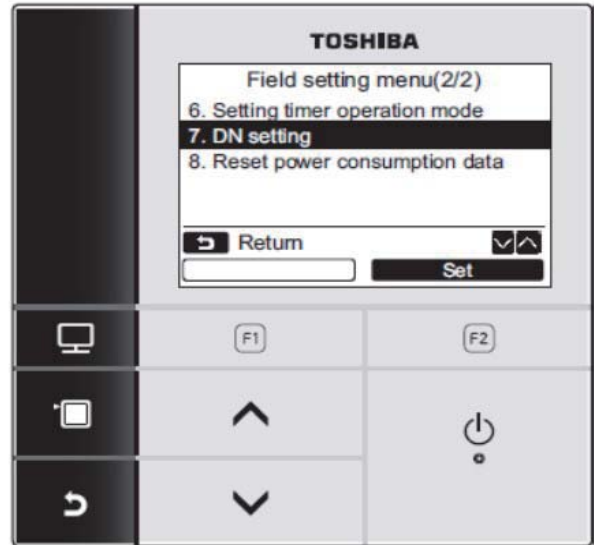 TOSHIBA
Field setting menu(2/2)
6. Setting timer operation mode
7. DN setting
8. Reset power consumption data
Return
Set
F1
F2